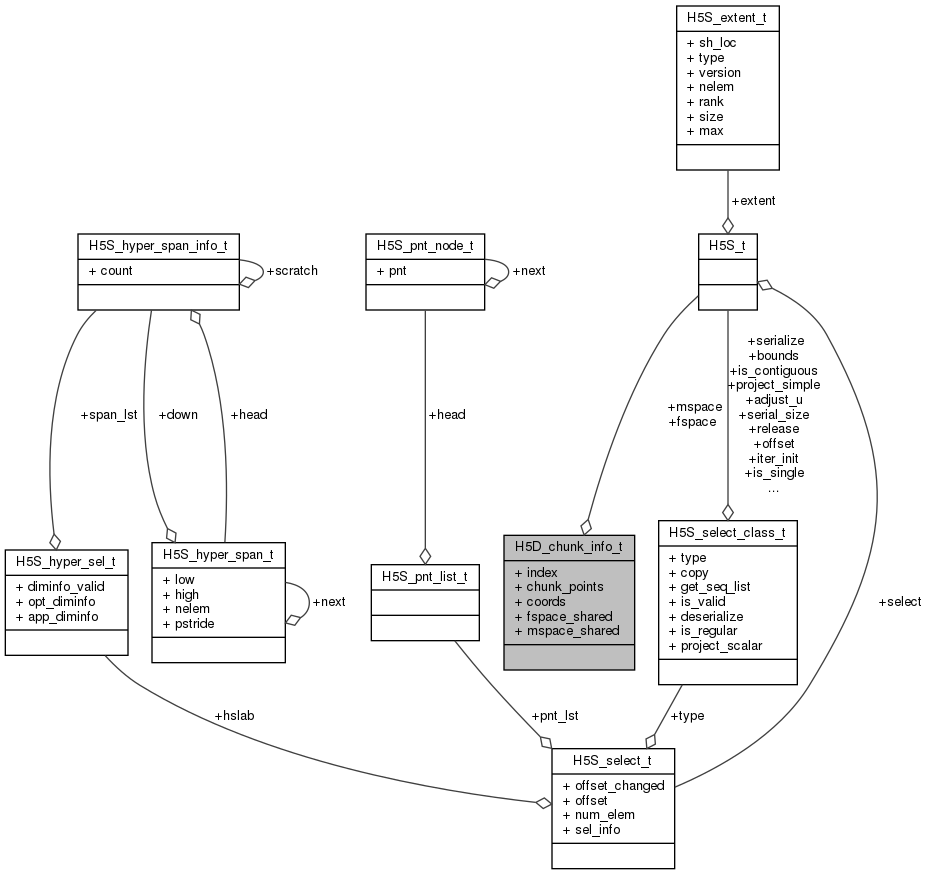 H5S_extent_t
+ sh_loc
+ type
+ version
+ nelem
+ rank
+ size
+ max
+extent
H5S_hyper_span_info_t
+ count
+scratch
H5S_pnt_node_t
+ pnt
+next
H5S_t
+serialize
+bounds
+is_contiguous
+project_simple
+adjust_u
+serial_size
+release
+offset
+iter_init
+is_single
...
+span_lst
+down
+head
+head
+mspace
+fspace
H5S_hyper_sel_t
+ diminfo_valid
+ opt_diminfo
+ app_diminfo
H5S_hyper_span_t
+ low
+ high
+ nelem
+ pstride
+next
H5S_pnt_list_t
H5D_chunk_info_t
+ index
+ chunk_points
+ coords
+ fspace_shared
+ mspace_shared
H5S_select_class_t
+ type
+ copy
+ get_seq_list
+ is_valid
+ deserialize
+ is_regular
+ project_scalar
+select
+hslab
+pnt_lst
+type
H5S_select_t
+ offset_changed
+ offset
+ num_elem
+ sel_info